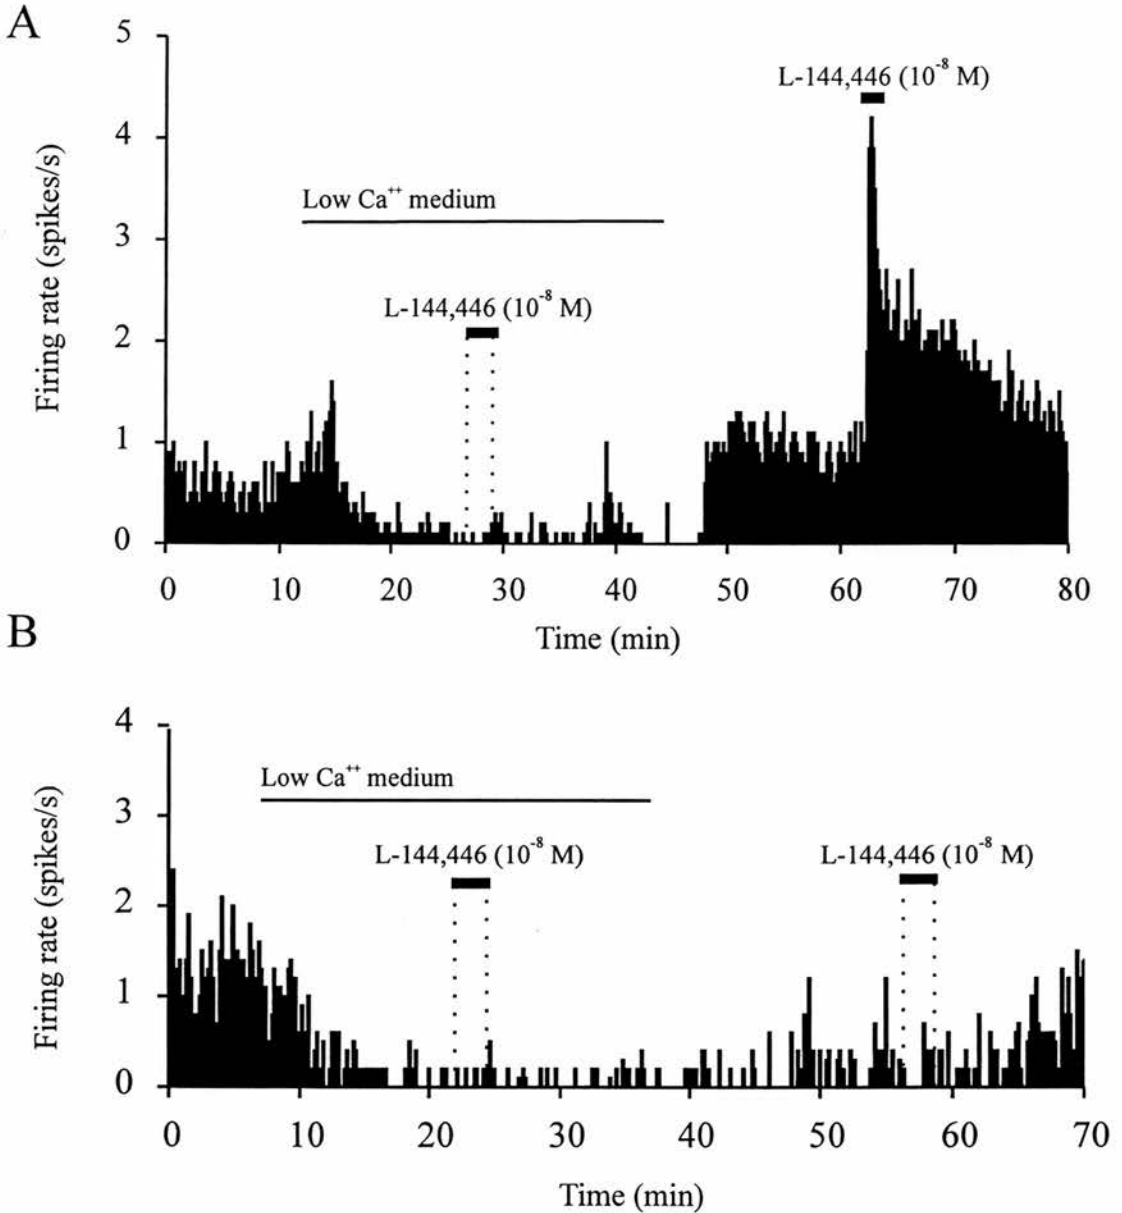 A
5
L-144,446 (10⁻⁸ M)
4
Low Ca⁺⁺ medium
3
L-144,446 (10⁻⁸ M)
2
1
0
Firing rate (spikes/s)
0 10 20 30 40 50 60 70 80
Time (min)
B
4
Low Ca⁺⁺ medium
3
L-144,446 (10⁻⁸ M) L-144,446 (10⁻⁸ M)
2
1
0
Firing rate (spikes/s)
0 10 20 30 40 50 60 70
Time (min)